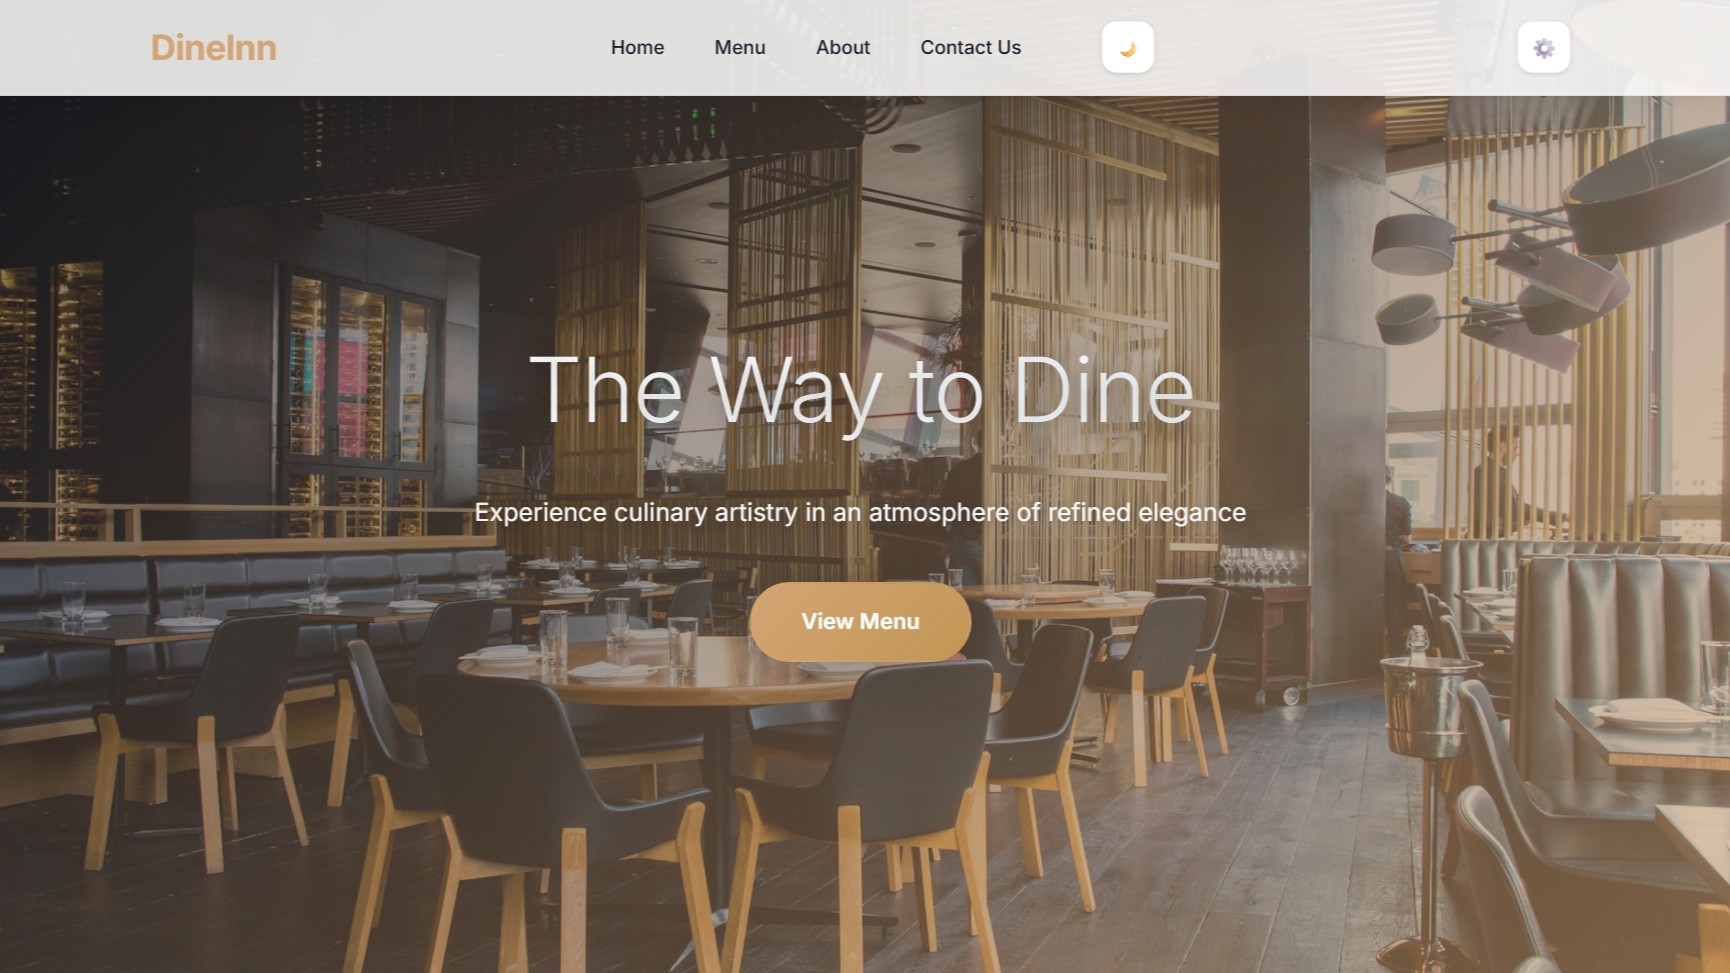 DineInn
Home Menu About Contact Us
The Way to Dine
Experience culinary artistry in an atmosphere of refined elegance
View Menu